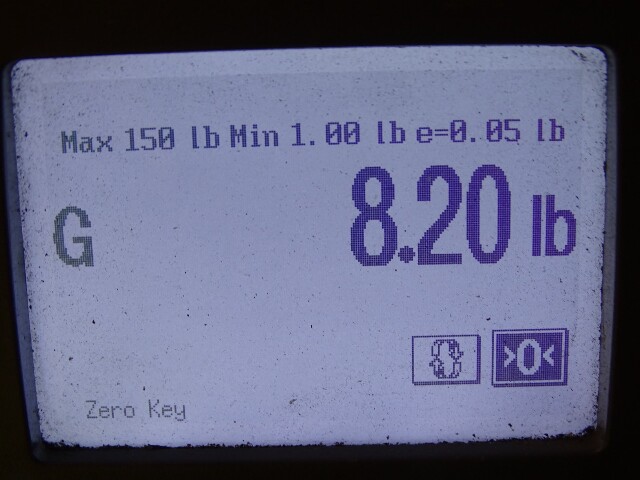 Max 150 lb Min 1.00 lb e=0.05 lb
G 8.20 lb
>0<
Zero Key